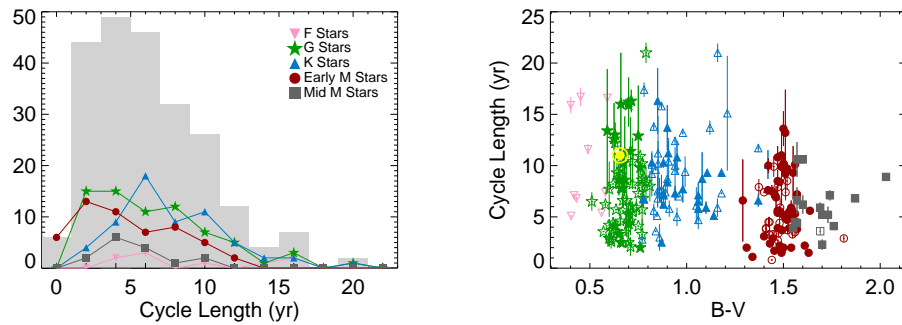 50
40
30
20
10
0
F Stars
G Stars
K Stars
Early M Stars
Mid M Stars
0 5 10 15 20
Cycle Length (yr)
Cycle Length (yr)
25
20
15
10
5
0
0.5 1.0 1.5 2.0
B-V